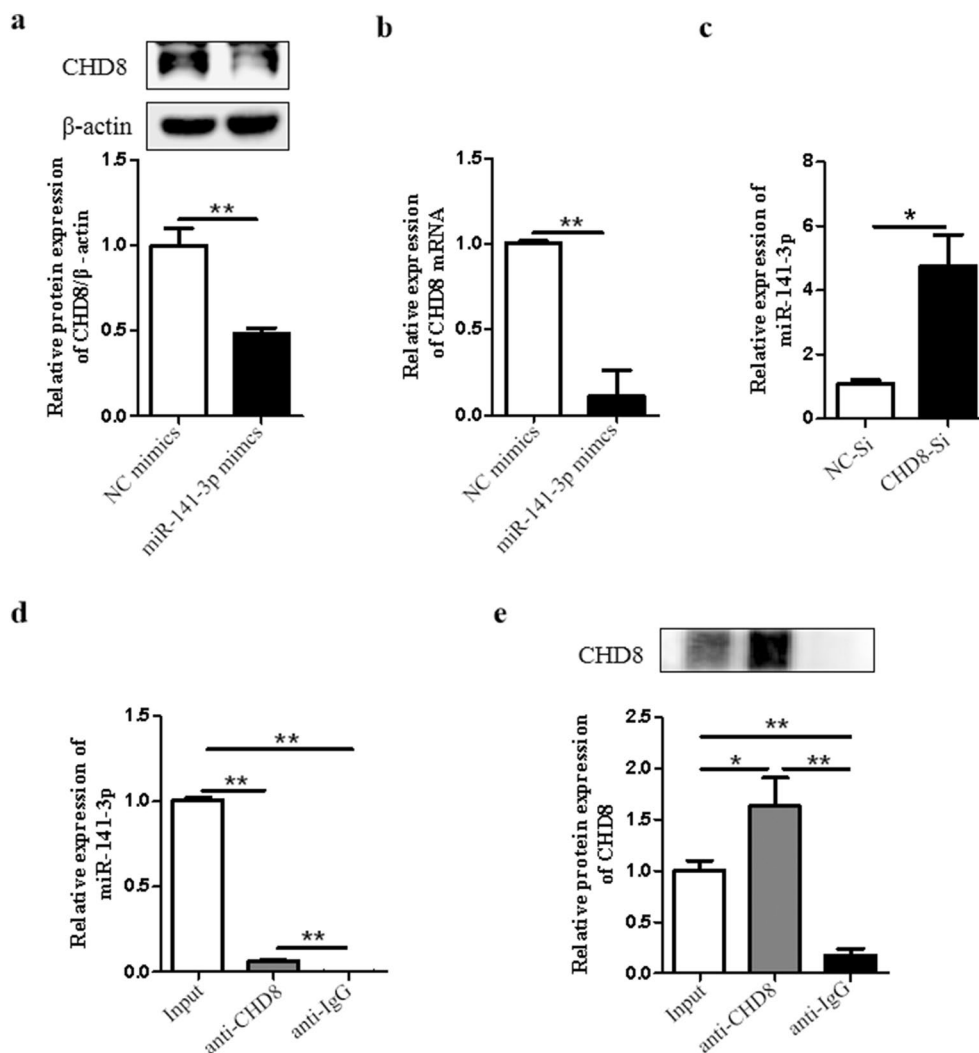 a
CHD8
β-actin
Relative protein expression
of CHD8/β- actin
1.5
1.0
0.5
0.0
**
NC mimics
miR-141-3p mimcs
b
Relative expression
of CHD8 mRNA
1.5
1.0
0.5
0.0
**
NC mimics
miR-141-3p mimcs
c
Relative expression of
miR-141-3p
8
6
4
2
0
*
NC-Si
CHD8-Si
d
Relative expression of
miR-141-3p
1.5
1.0
0.5
0.0
**
**
**
Input
anti-CHD8
anti-IgG
e
CHD8
Relative protein expression
of CHD8
2.5
2.0
1.5
1.0
0.5
0.0
**
*
**
Input
anti-CHD8
anti-IgG